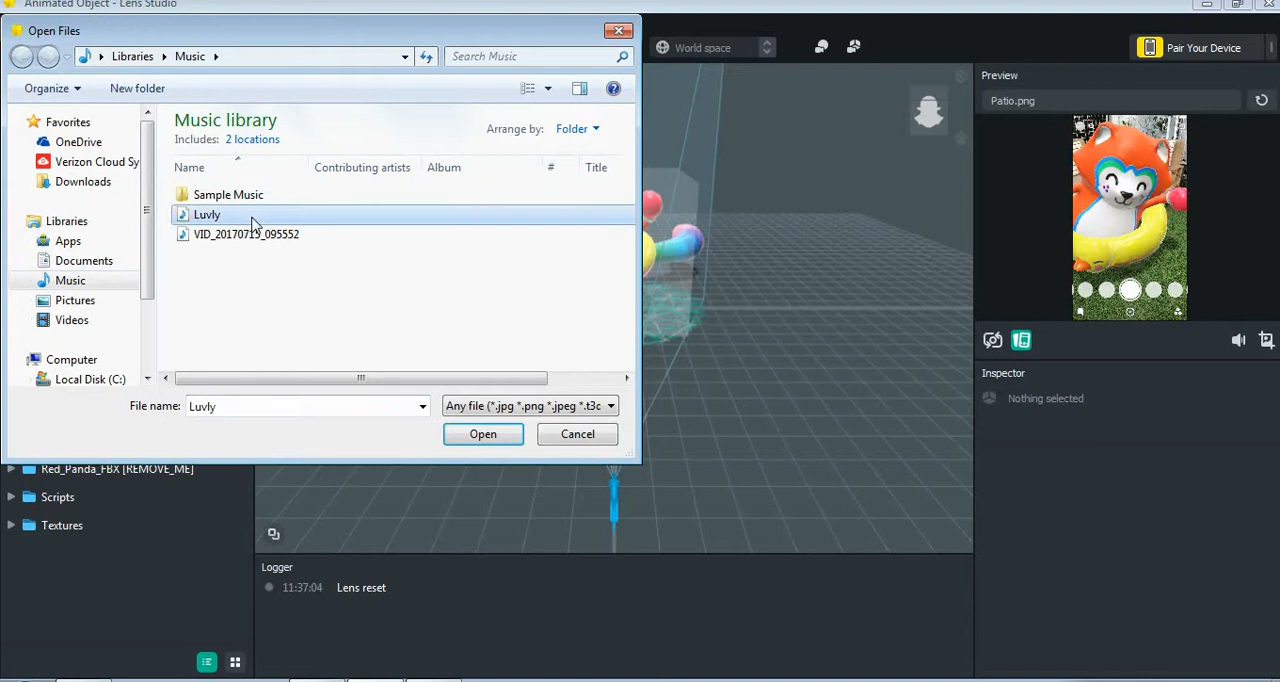 Animated Object - Lens Studio
Open Files
Libraries
Music
Search Music
World space
Pair Your Device
Organize
New folder
Favorites
OneDrive
Verizon Cloud Sy
Downloads
Libraries
Apps
Documents
Music
Pictures
Videos
Computer
Local Disk (C:)
Music library
Includes: 2 locations
Arrange by: Folder
Name
Contributing artists
Album
#
Title
Sample Music
Luvly
VID_20170713_095552
File name: Luvly
Any file (*.jpg *.png *.jpeg *.t3c
Open
Cancel
Preview
Patio.png
Inspector
Nothing selected
Red_Panda_FBX [REMOVE_ME]
Scripts
Textures
Logger
11:37:04 Lens reset